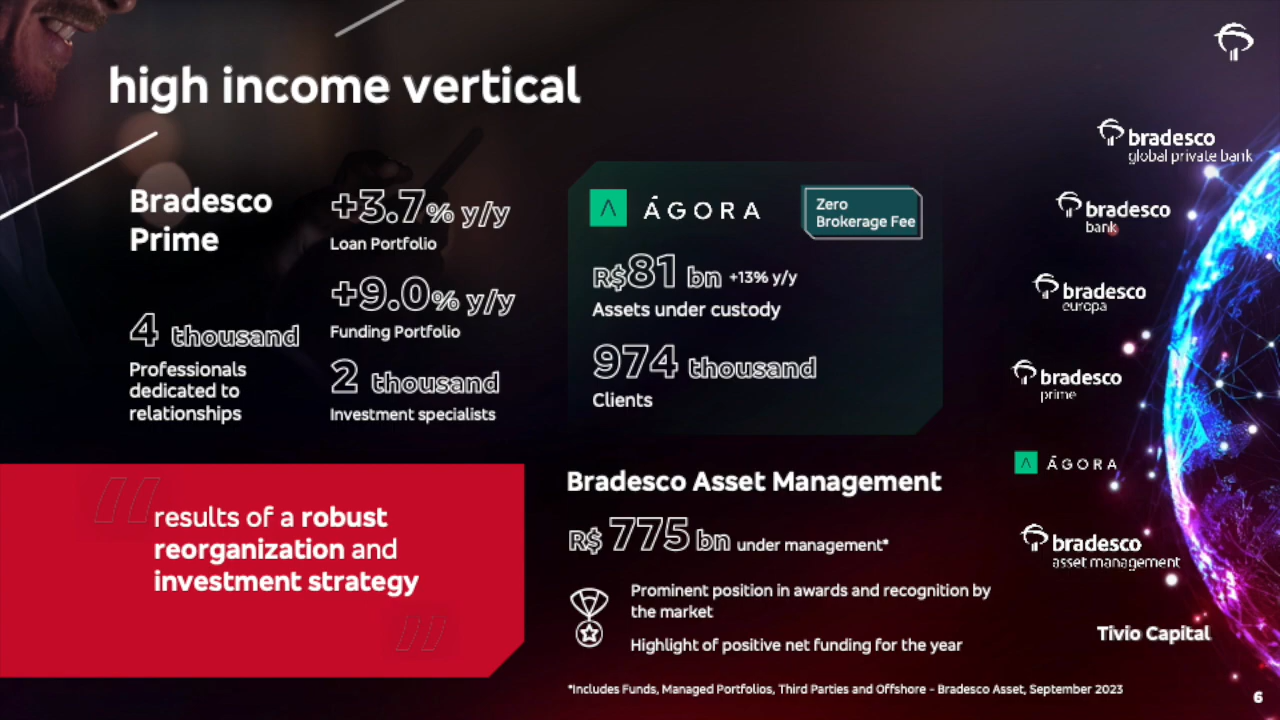 high income vertical
Bradesco
Prime
4 thousand
Professionals
dedicated to
relationships
+3.7% y/y
Loan Portfolio
+9.0% y/y
Funding Portfolio
2 thousand
Investment specialists
ÁGORA
Zero
Brokerage Fee
R$81 bn +13% y/y
Assets under custody
974 thousand
Clients
results of a robust
reorganization and
investment strategy
Bradesco Asset Management
R$ 775 bn under management*
Prominent position in awards and recognition by
the market
Highlight of positive net funding for the year
*Includes Funds, Managed Portfolios, Third Parties and Offshore - Bradesco Asset, September 2023
bradesco
global private bank
bradesco
bank
bradesco
europa
bradesco
prime
ÁGORA
bradesco
asset management
Tivio Capital
6